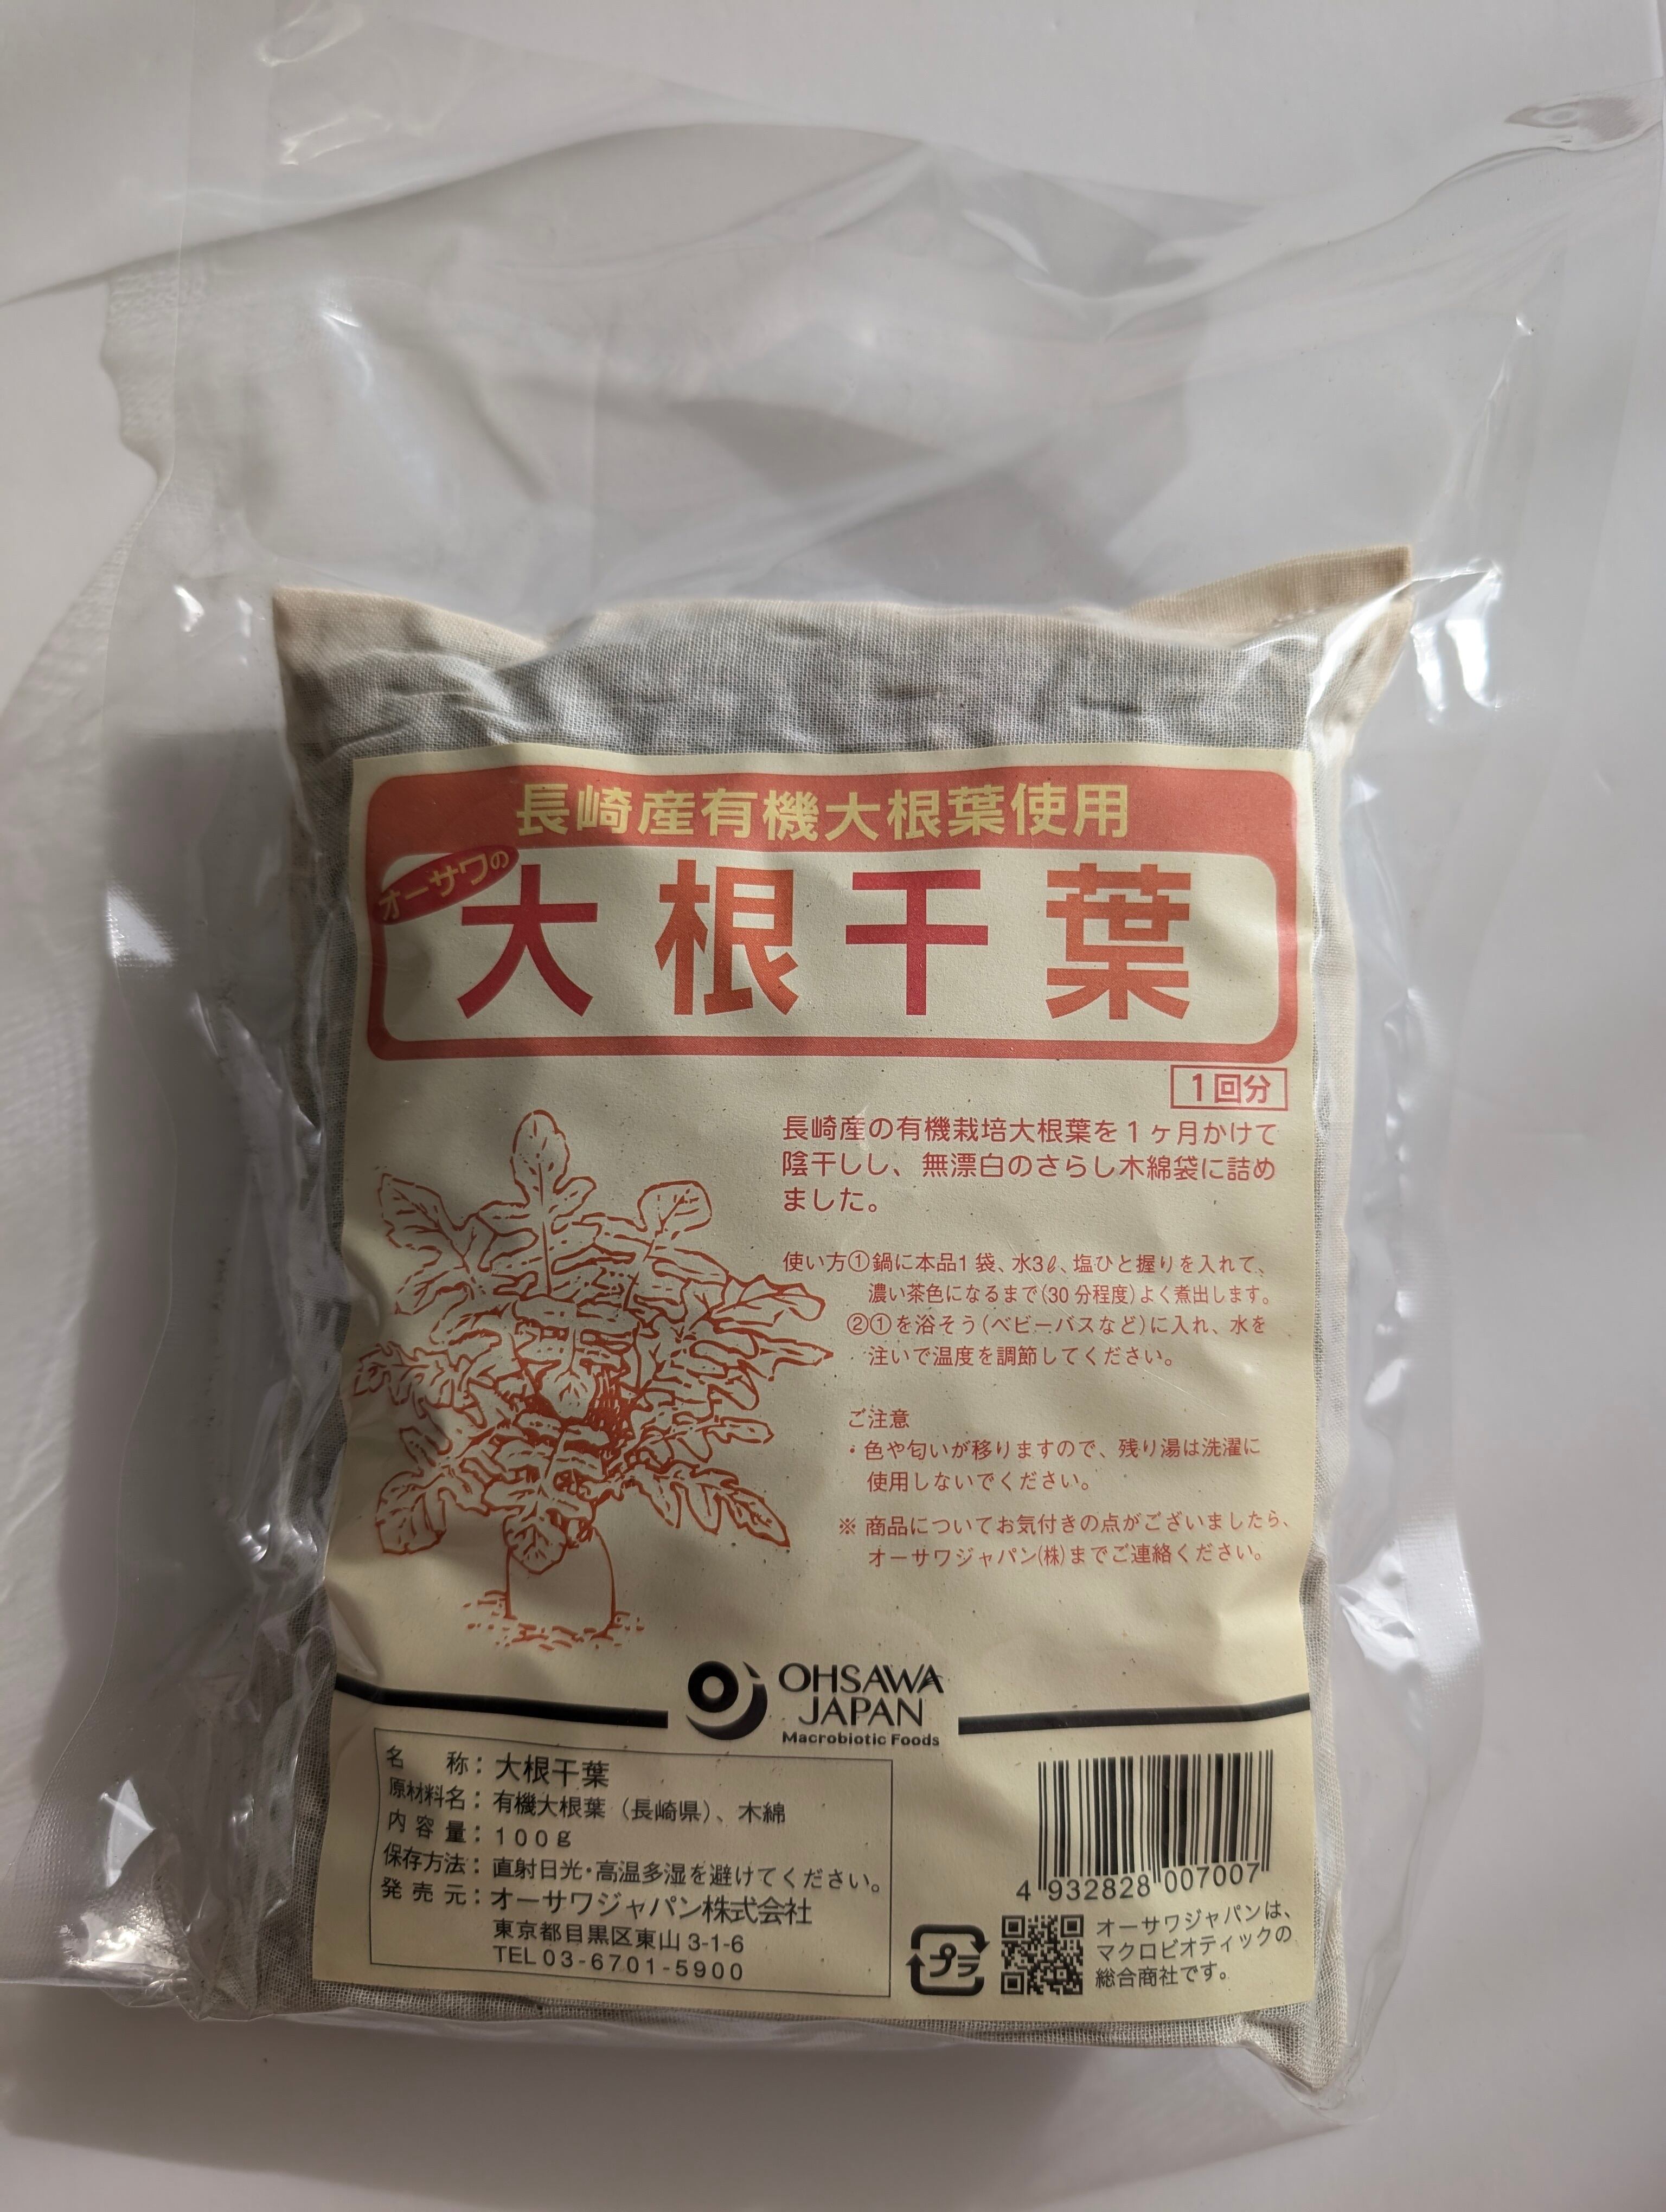 長崎産有機大根葉使用
オーサワの
大根干葉
1回分
長崎産の有機栽培大根葉を1ヶ月かけて
陰干しし、無漂白のさらし木綿袋に詰め
ました。
使い方①鍋に本品1袋、水3ℓ、塩ひと握りを入れて、
濃い茶色になるまで(30分程度)よく煮出します。
②①を浴そう(ベビーバスなど)に入れ、水を
注いで温度を調節してください。
ご注意
・色や匂いが移りますので、残り湯は洗濯に
使用しないでください。
※ 商品についてお気付きの点がございましたら、
オーサワジャパン(株)までご連絡ください。
OHSAWA
JAPAN
Macrobiotic Foods
名称:大根干葉
原材料名:有機大根葉(長崎県)、木綿
内容量:100g
保存方法:直射日光・高温多湿を避けてください。
発売元:オーサワジャパン株式会社
東京都目黒区東山3-1-6
TEL03-6701-5900
4 932828 007007
プラ
オーサワジャパンは、
マクロビオティックの
総合商社です。